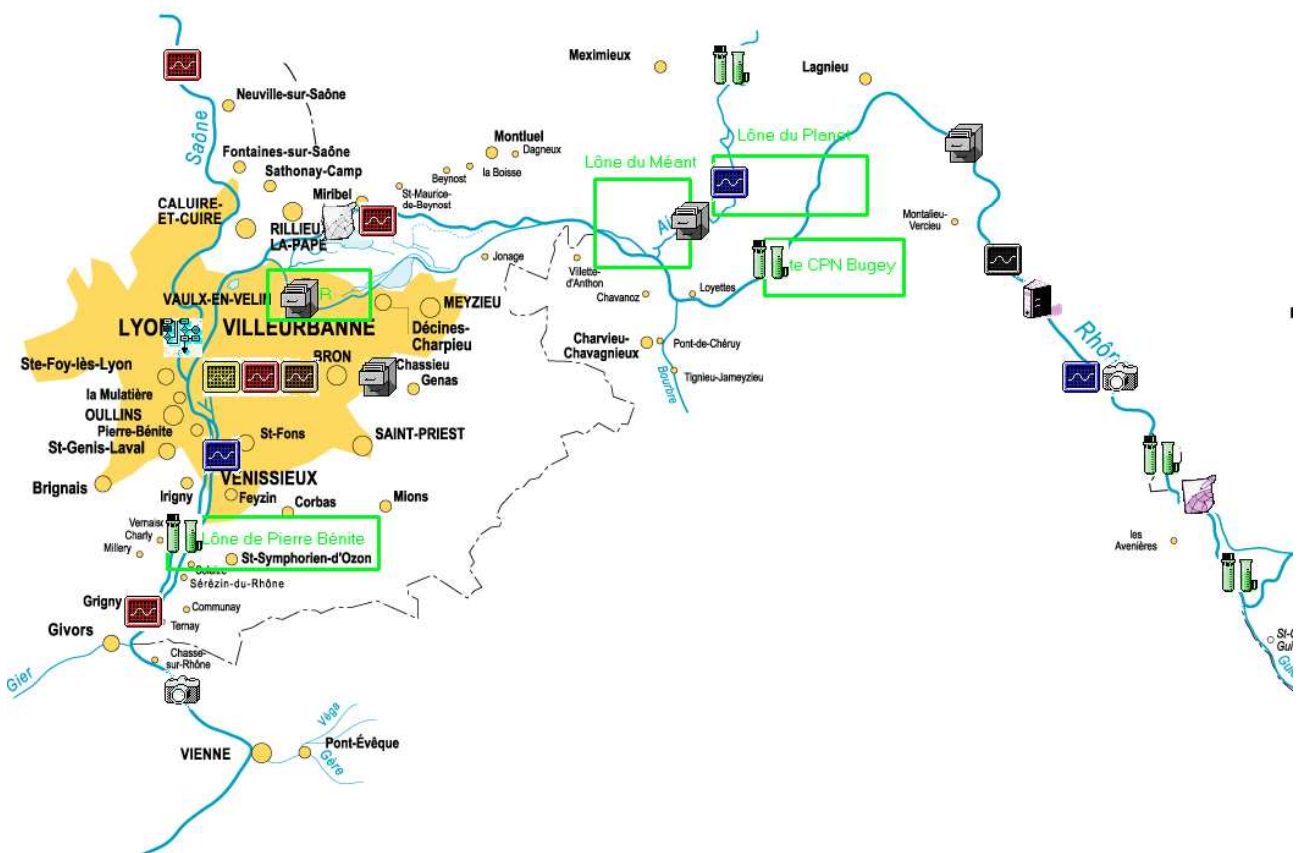 Meximieux
Lagnieu
Neuville-sur-Saône
Saône
Lône du Planet
Montluel
Dagneux
Fontaines-sur-Saône
Lône du Méant
la Boisse
Beynost
Sathonay-Camp
St-Maurice-
de-Beynost
Miribel
CALUIRE-
ET-CUIRE
RILLIEUX
LA-PAPE
Montalieu-
Vercieu
Jonage
Villette-
d'Anthon
te CPN Bugey
Loyettes
Chavanoz
VAULX-EN-VELIN
R
MEYZIEU
LYON
VILLEURBANNE
Décines-
Charpieu
Rhône
Charvieu-
Chavagnieux
Pont-de-Chéruy
Ste-Foy-lès-Lyon
BRON
Chassieu
Genas
Tignieu-Jameyzieu
Bourbre
la Mulatière
OULLINS
Pierre-Bénite
St-Fons
SAINT-PRIEST
St-Genis-Laval
VENISSIEUX
Brignais
Irigny
Feyzin
Corbas
Mions
Vernaison
Charly
Millery
Lône de Pierre Bénite
St-Symphorien-d'Ozon
Sérézin-du-Rhône
les
Avenières
Grigny
Communay
Ternay
Givors
Chasse-
sur-Rhône
Gier
Véga
VIENNE
Pont-Évêque
Gère